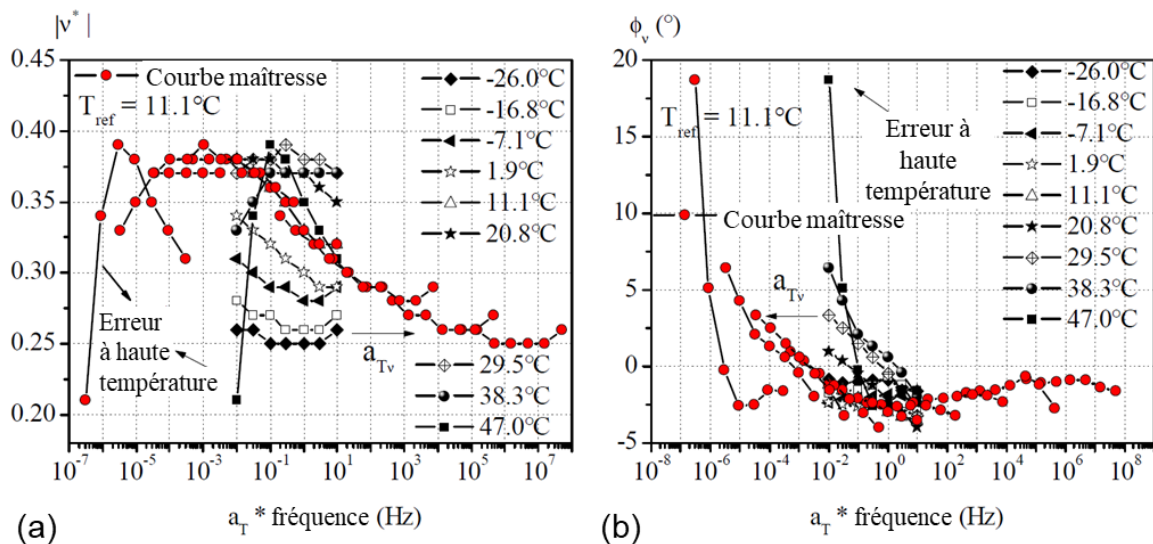 |ν* |
0.45
0.40
0.35
0.30
0.25
0.20
Courbe maîtresse
T_ref = 11.1°C
-26.0°C
-16.8°C
-7.1°C
1.9°C
11.1°C
20.8°C
Erreur
à haute
température
a_Tν
29.5°C
38.3°C
47.0°C
10^-7 10^-5 10^-3 10^-1 10^1 10^3 10^5 10^7
a_T * fréquence (Hz)
(a)
ϕ_ν (°)
20
15
10
5
0
-5
T_ref = 11.1°C
Erreur à
haute
température
Courbe maîtresse
a_Tν
-26.0°C
-16.8°C
-7.1°C
1.9°C
11.1°C
20.8°C
29.5°C
38.3°C
47.0°C
10^-8 10^-6 10^-4 10^-2 10^0 10^2 10^4 10^6 10^8
a_T * fréquence (Hz)
(b)